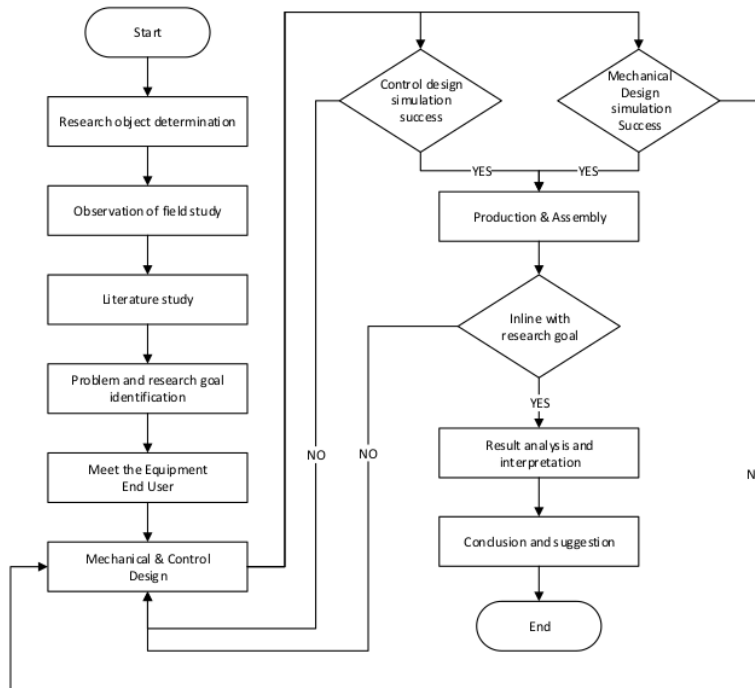 Start
Research object determination
Observation of field study
Literature study
Problem and research goal
identification
Meet the Equipment
End User
Mechanical & Control
Design
Control design
simulation
success
Mechanical
Design
simulation
Success
YES
YES
Production & Assembly
Inline with
research goal
NO
NO
YES
Result analysis and
interpretation
Conclusion and suggestion
End
N